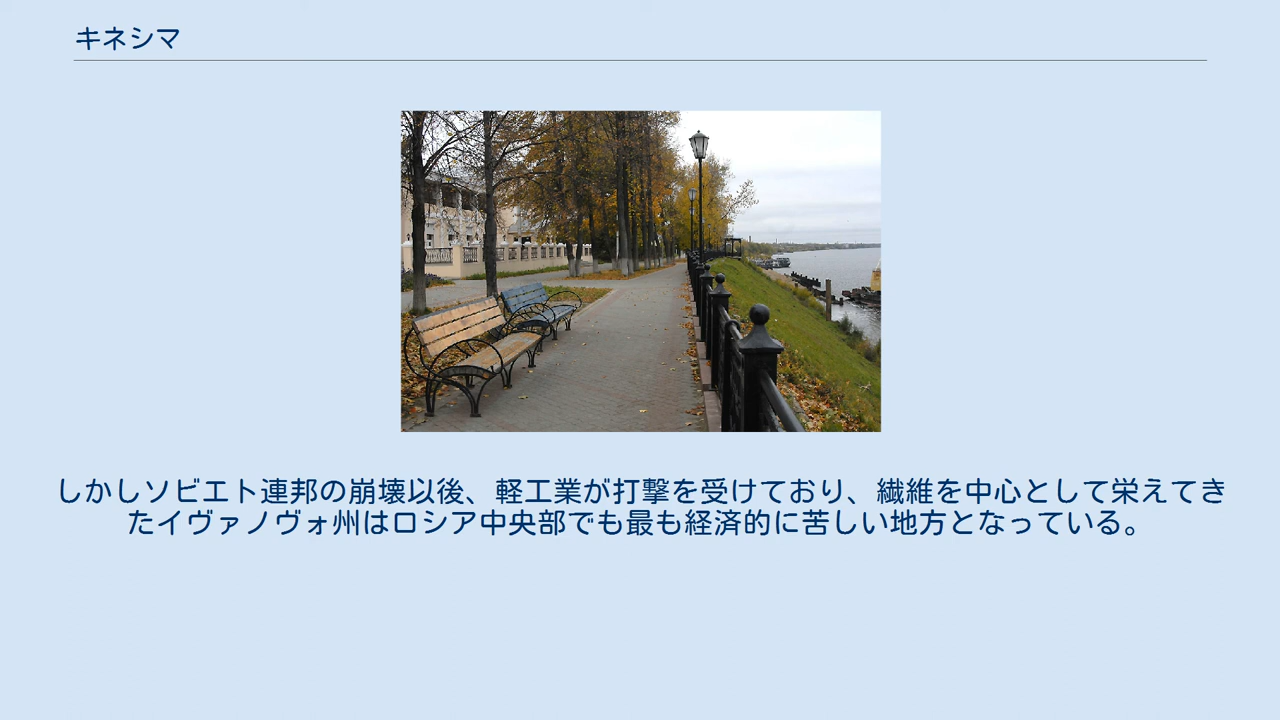 キネシマ
しかしソビエト連邦の崩壊以後、軽工業が打撃を受けており、繊維を中心として栄えてき
たイヴァノヴォ州はロシア中央部でも最も経済的に苦しい地方となっている。